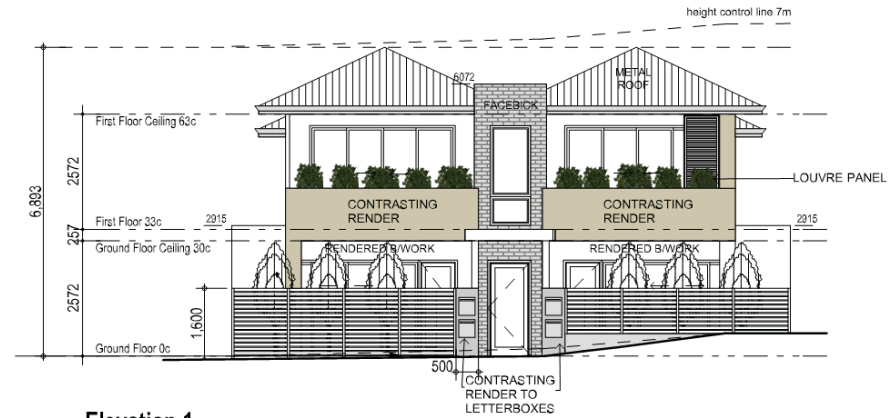 height control line 7m
METAL
ROOF
6072
FACEBICK
First Floor Ceiling 63c
2572
LOUVRE PANEL
6,893
CONTRASTING
RENDER
CONTRASTING
RENDER
First Floor 33c
2915
2915
257
Ground Floor Ceiling 30c
RENDERED B/WORK
RENDERED B/WORK
2572
1,600
Ground Floor 0c
500
CONTRASTING
RENDER TO
LETTERBOXES
Elevation 1